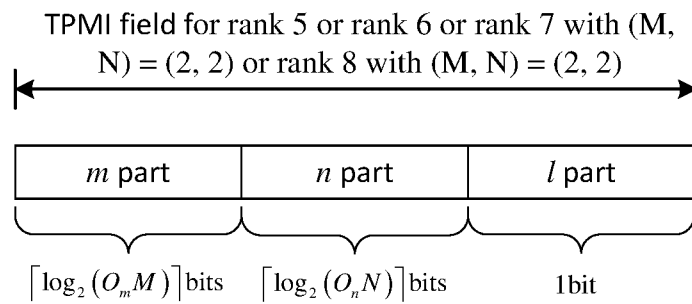 TPMI field for rank 5 or rank 6 or rank 7 with (M,
N) = (2, 2) or rank 8 with (M, N) = (2, 2)
m part n part l part
⌈log₂(OₘM)⌉bits ⌈log₂(OₙN)⌉bits 1bit